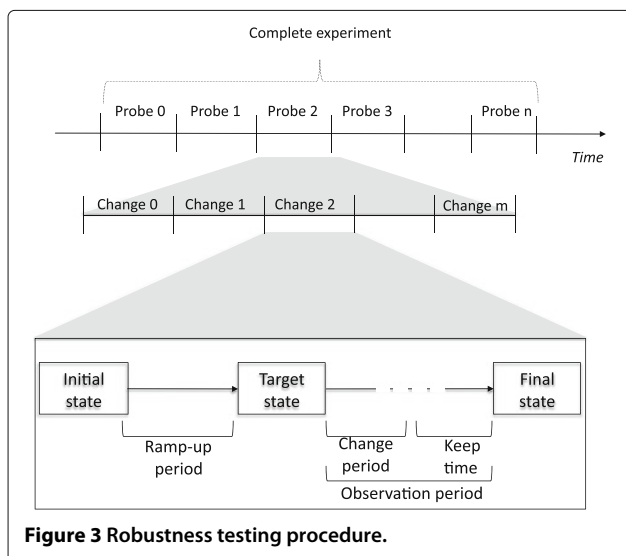 Complete experiment
Probe 0 Probe 1 Probe 2 Probe 3 Probe n
Time
Change 0 Change 1 Change 2 Change m
Initial state
Target state
Final state
Ramp-up period
Change period
Keep time
Observation period
Figure 3 Robustness testing procedure.